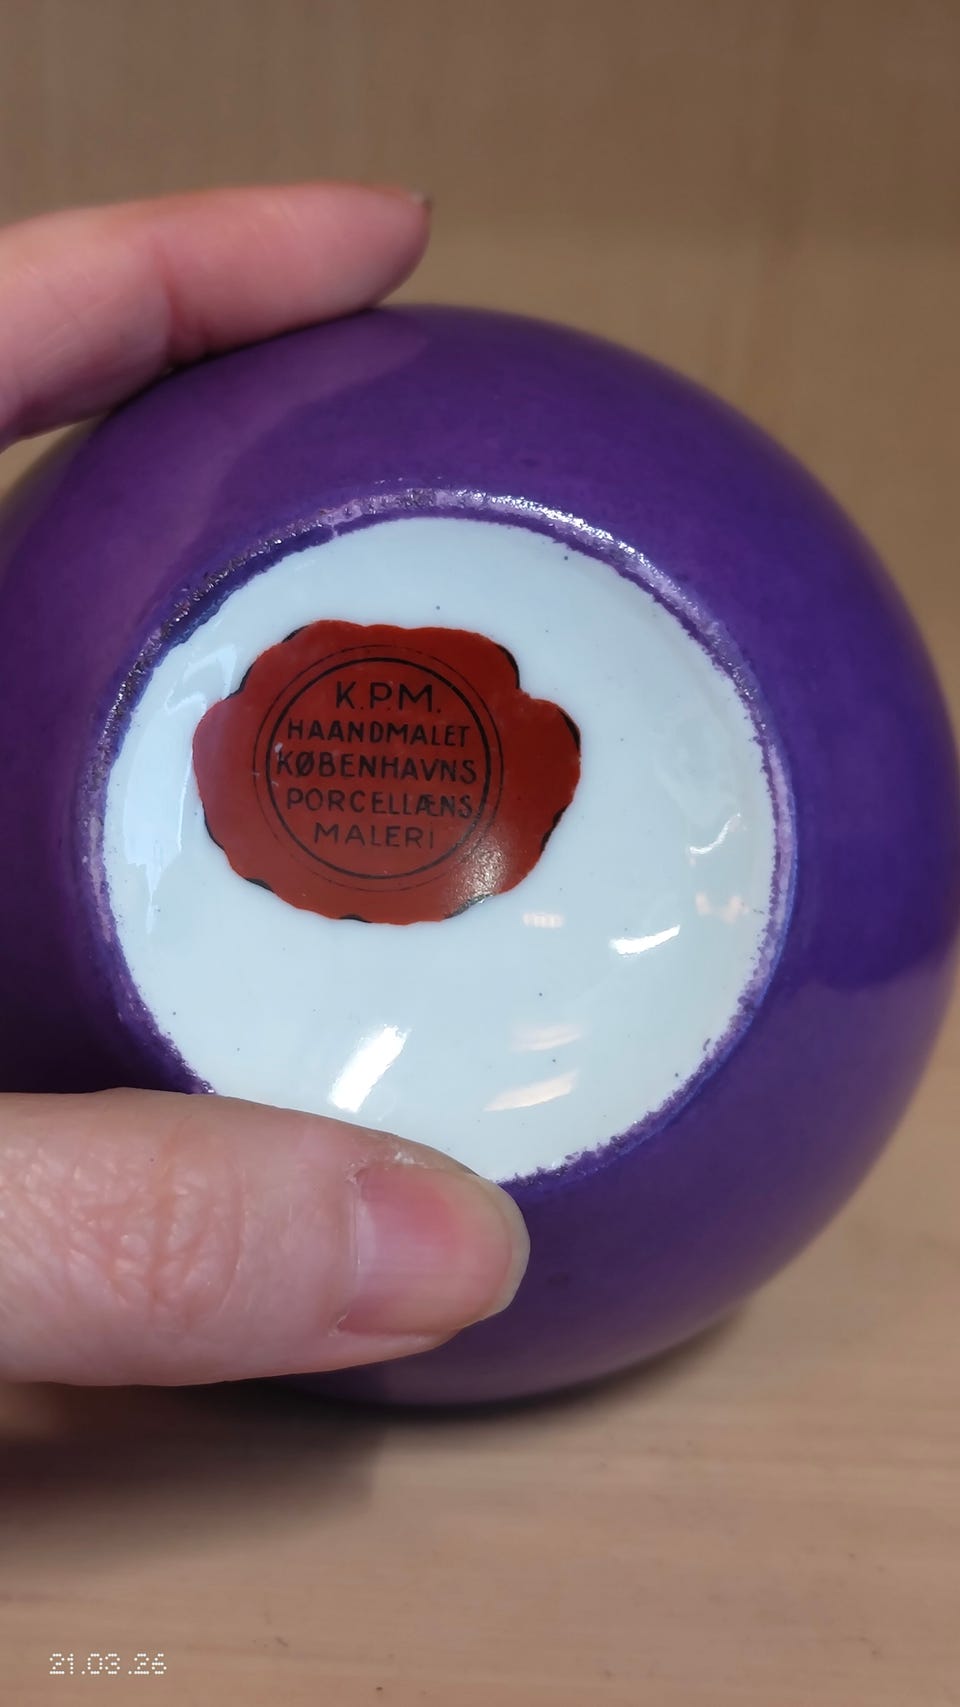 K.P.M.
HAANDMALET
KØBENHAVNS
PORCELLÆNS
MALERI
21.03.26